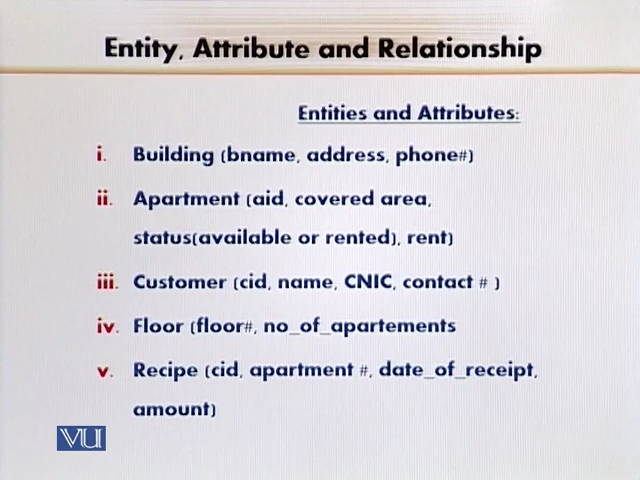 Entity, Attribute and Relationship
Entities and Attributes:
i. Building (bname, address, phone#)
ii. Apartment (aid, covered area,
status(available or rented), rent)
iii. Customer (cid, name, CNIC, contact # )
iv. Floor (floor#, no_of_apartements
v. Recipe (cid, apartment #, date_of_receipt,
amount)
VU